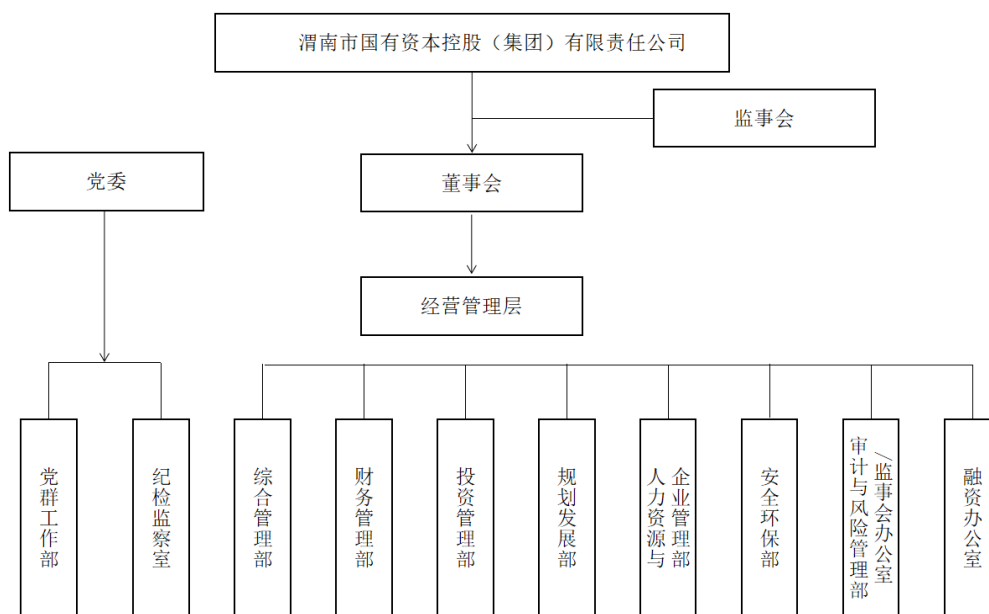 渭南市国有资本控股（集团）有限责任公司
监事会
党委
董事会
经营管理层
党群工作部
纪检监察室
综合管理部
财务管理部
投资管理部
规划发展部
人力资源与
企业管理部
安全环保部
审计与风险管理部
/监事会办公室
融资办公室